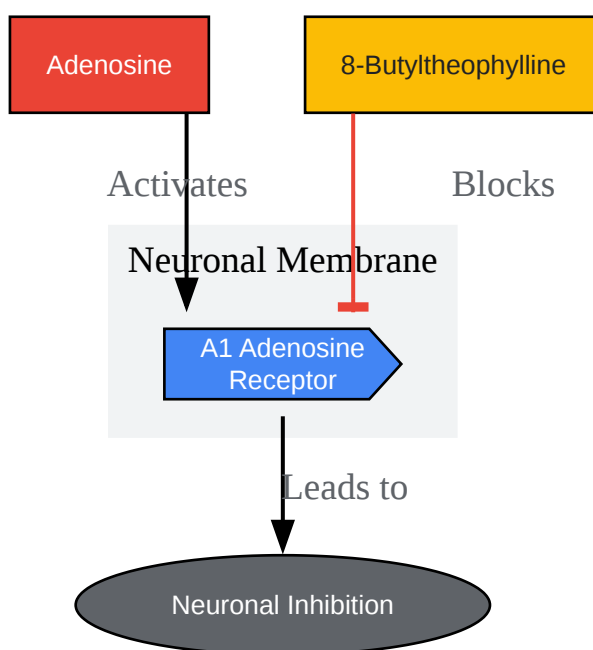 Adenosine
8-Butyltheophylline
Activates
Blocks
Neuronal Membrane
A1 Adenosine
Receptor
Leads to
Neuronal Inhibition